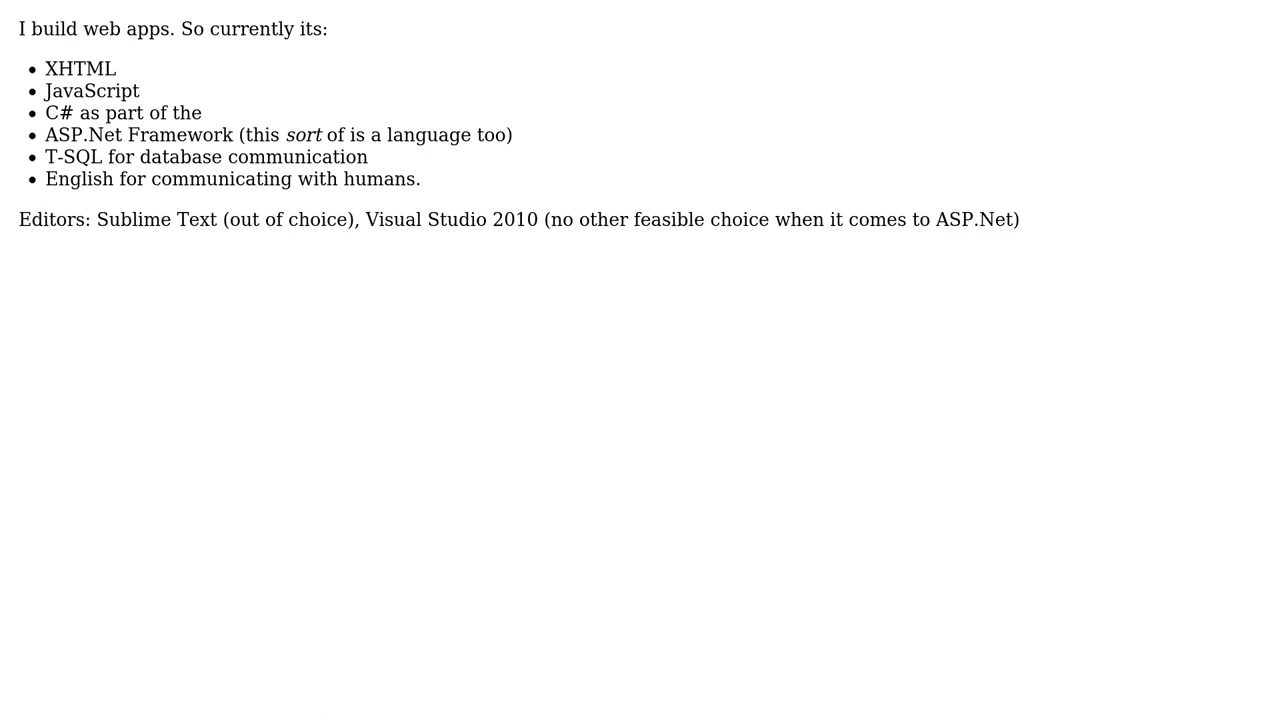 I build web apps. So currently its:
• XHTML
• JavaScript
• C# as part of the
• ASP.Net Framework (this sort of is a language too)
• T-SQL for database communication
• English for communicating with humans.
Editors: Sublime Text (out of choice), Visual Studio 2010 (no other feasible choice when it comes to ASP.Net)